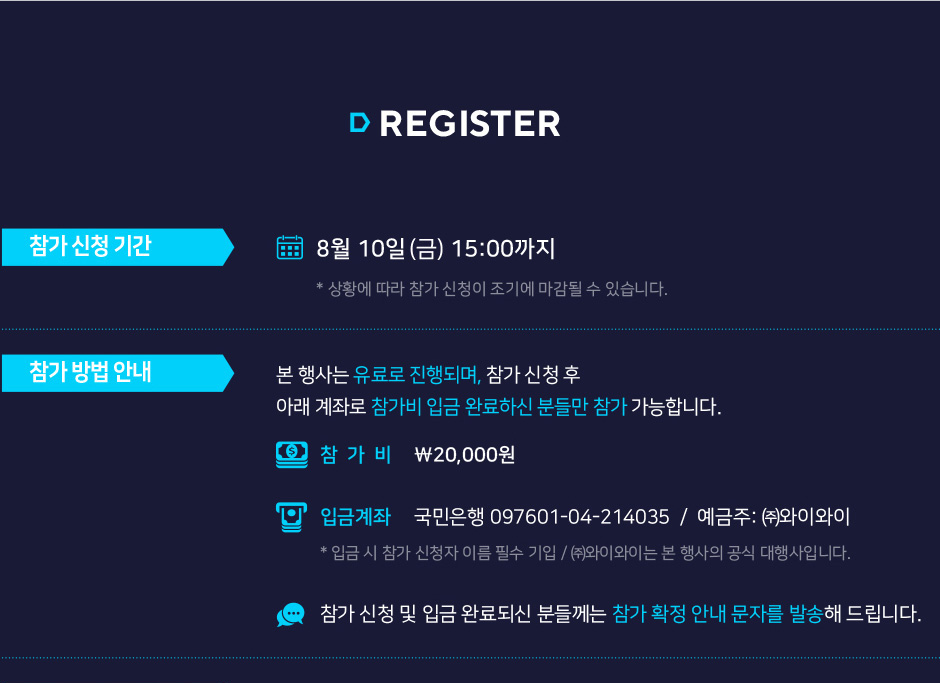 REGISTER
참가 신청 기간
8월 10일(금) 15:00까지
* 상황에 따라 참가 신청이 조기에 마감될 수 있습니다.
참가 방법 안내
본 행사는 유료로 진행되며, 참가 신청 후
아래 계좌로 참가비 입금 완료하신 분들만 참가 가능합니다.
참 가 비 ₩20,000원
입금계좌 국민은행 097601-04-214035 / 예금주: ㈜와이와이
* 입금 시 참가 신청자 이름 필수 기입 / ㈜와이와이는 본 행사의 공식 대행사입니다.
참가 신청 및 입금 완료되신 분들께는 참가 확정 안내 문자를 발송해 드립니다.